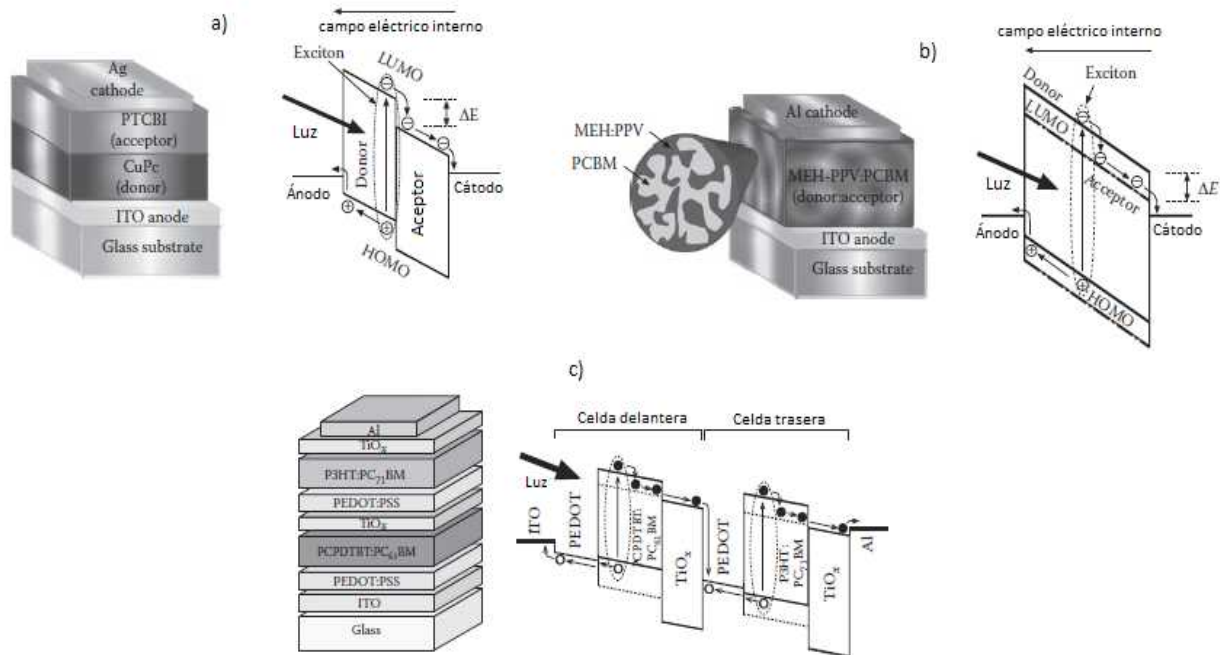 a)
campo eléctrico interno
Ag
cathode
PTCBI
(acceptor)
CuPc
(donor)
ITO anode
Glass substrate
Exciton
LUMO
ΔE
Luz
Donor
Ánodo
Cátodo
Aceptor
HOMO
b)
campo eléctrico interno
Al cathode
MEH:PPV
PCBM
MEH-PPV:PCBM
(donor:acceptor)
ITO anode
Glass substrate
Donor
Exciton
LUMO
Luz
Acceptor
ΔE
Ánodo
Cátodo
HOMO
c)
Al
TiOx
P3HT:PC71BM
PEDOT:PSS
TiOx
PCPDTBT:PC61BM
PEDOT:PSS
ITO
Glass
Celda delantera
Celda trasera
Luz
ITO
PEDOT
CPDTBT:
PC61BM
TiOx
PEDOT
P3HT:
PC71BM
TiOx
Al